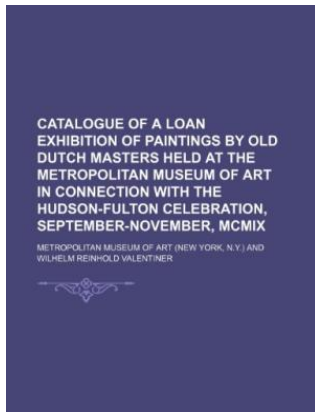 CATALOGUE OF A LOAN
EXHIBITION OF PAINTINGS BY OLD
DUTCH MASTERS HELD AT THE
METROPOLITAN MUSEUM OF ART
IN CONNECTION WITH THE
HUDSON-FULTON CELEBRATION,
SEPTEMBER-NOVEMBER, MCMIX
METROPOLITAN MUSEUM OF ART (NEW YORK, N.Y.) AND
WILHELM REINHOLD VALENTINER